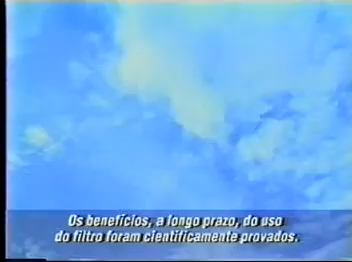 Os benefícios, a longo prazo, do uso
do filtro foram cientificamente provados.